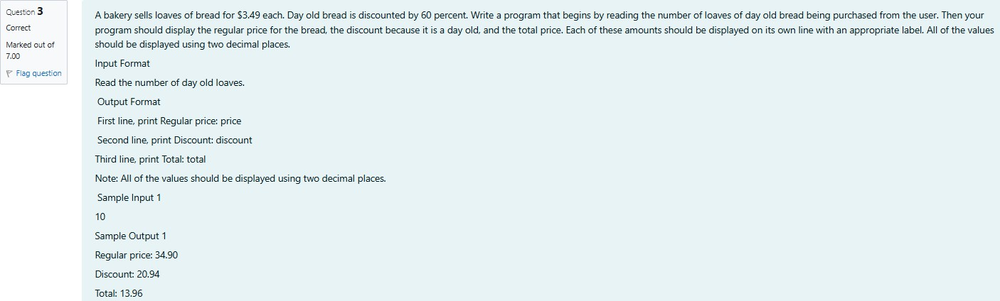 Question 3
Correct
Marked out of
7.00
Flag question
A bakery sells loaves of bread for $3.49 each. Day old bread is discounted by 60 percent. Write a program that begins by reading the number of loaves of day old bread being purchased from the user. Then your
program should display the regular price for the bread, the discount because it is a day old, and the total price. Each of these amounts should be displayed on its own line with an appropriate label. All of the values
should be displayed using two decimal places.
Input Format
Read the number of day old loaves.
Output Format
First line, print Regular price: price
Second line, print Discount: discount
Third line, print Total: total
Note: All of the values should be displayed using two decimal places.
Sample Input 1
10
Sample Output 1
Regular price: 34.90
Discount: 20.94
Total: 13.96